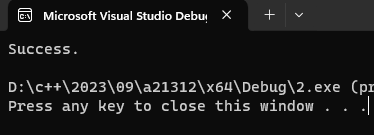 Microsoft Visual Studio Debug
Success.
D:\c++\2023\09\a21312\x64\Debug\2.exe (pr
Press any key to close this window . . .